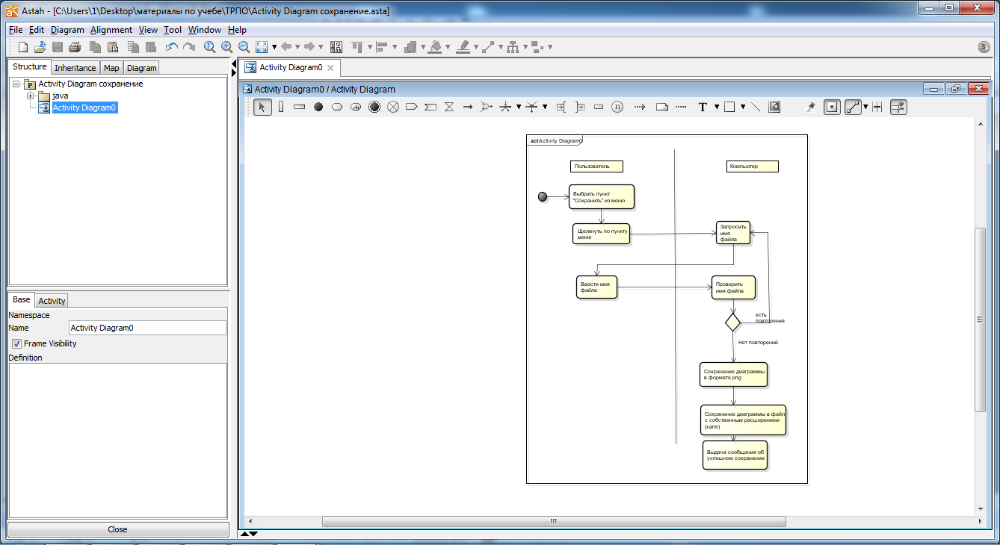 Astah - [C:\Users\1\Desktop\материалы по учебе\ТРПО\Activity Diagram сохранение.asta]
File Edit Diagram Alignment View Tool Window Help
3
Structure Inheritance Map Diagram
Activity Diagram сохранение
java
Activity Diagram0
Base Activity
Namespace
Name Activity Diagram0
Frame Visibility
Definition
Close
Activity Diagram0
Activity Diagram0 / Activity Diagram
n T
act Activity Diagram0
Пользователь
Компьютер
Выбрать пункт
"Сохранить" из меню
Щелкнуть по пункту
меню
Запросить
имя
файла
Ввести имя
файла
Проверить
имя файла
есть
повторения
Нет повторений
Сохранение диаграммы
в формате png
Сохранение диаграммы в файл
с собственным расширением
(xaml)
Выдача сообщения об
успешном сохранении